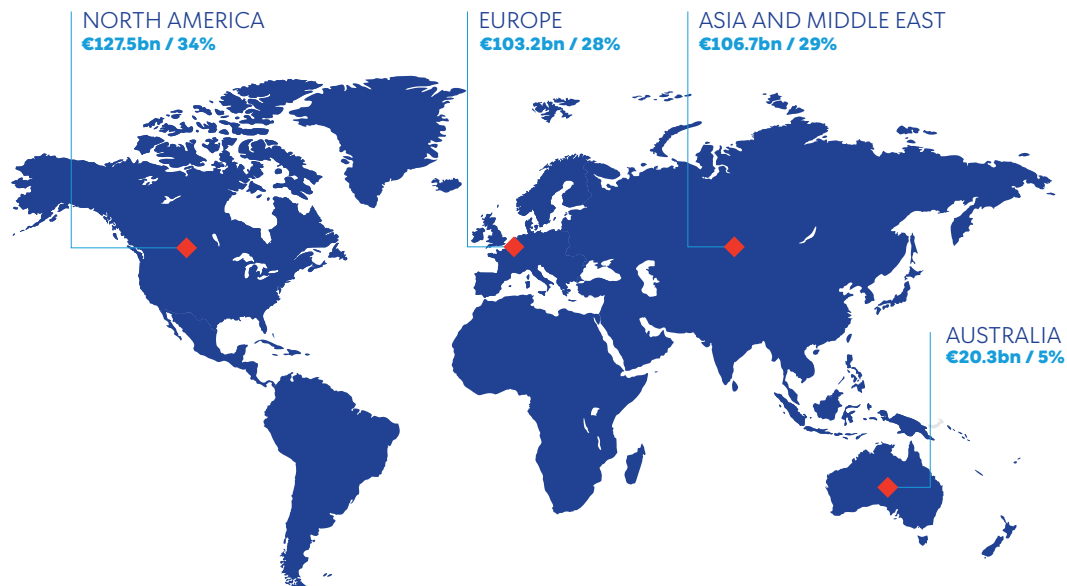 NORTH AMERICA
€127.5bn / 34%
EUROPE
€103.2bn / 28%
ASIA AND MIDDLE EAST
€106.7bn / 29%
AUSTRALIA
€20.3bn / 5%